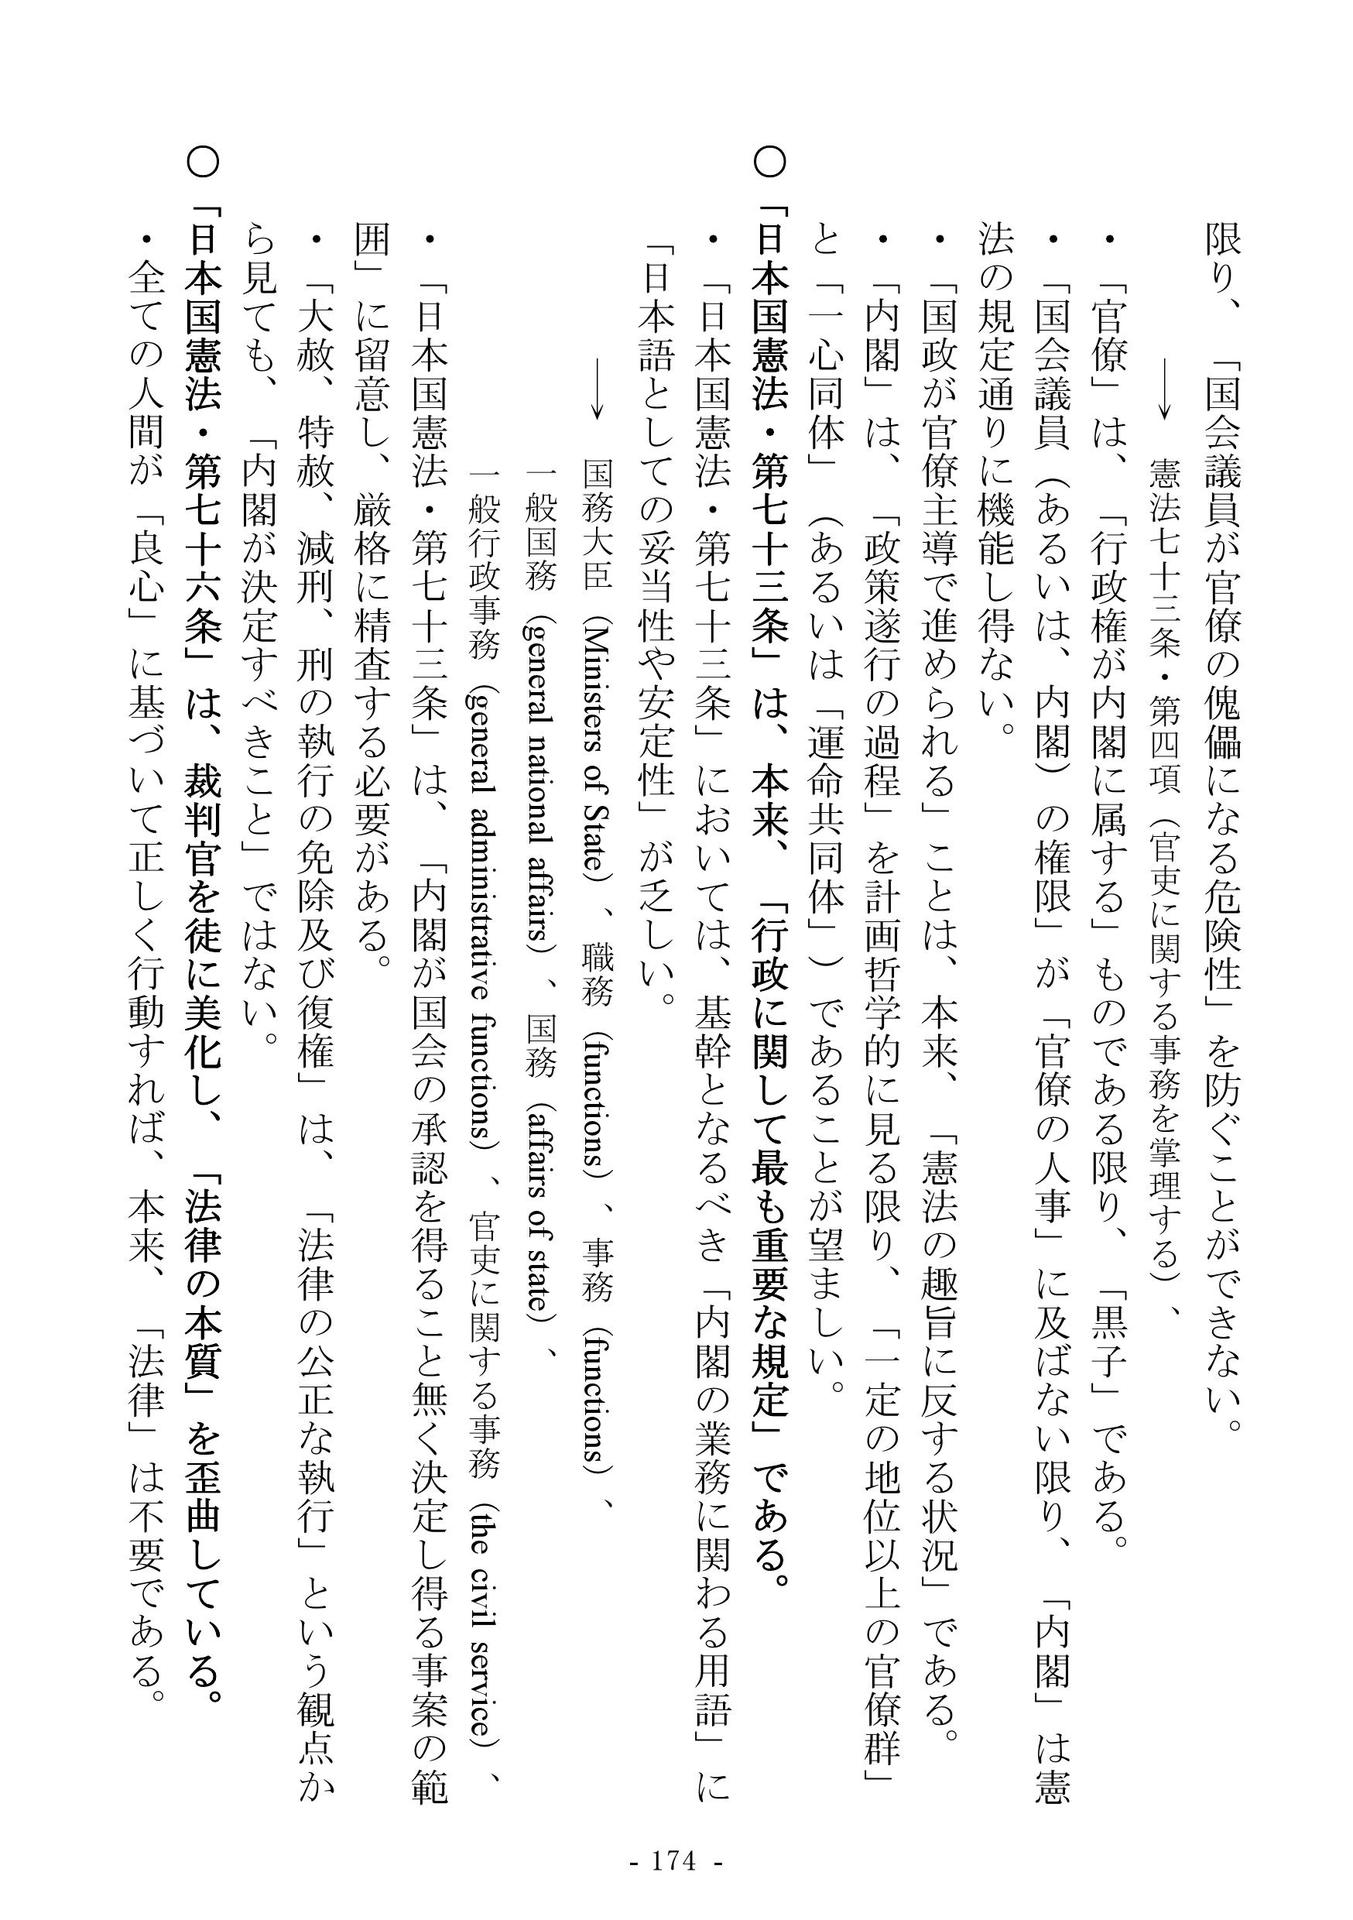 限り、「国会議員が官僚の傀儡になる危険性」を防ぐことができない。
→ 憲法七十三条・第四項（官吏に関する事務を掌理する）、
・「官僚」は、「行政権が内閣に属する」ものである限り、「黒子」である。
・「国会議員（あるいは、内閣）の権限」が「官僚の人事」に及ばない限り、「内閣」は憲
法の規定通りに機能し得ない。
・「国政が官僚主導で進められる」ことは、本来、「憲法の趣旨に反する状況」である。
・「内閣」は、「政策遂行の過程」を計画哲学的に見る限り、「一定の地位以上の官僚群」
と「一心同体」（あるいは「運命共同体」）であることが望ましい。
〇「日本国憲法・第七十三条」は、本来、「行政に関して最も重要な規定」である。
・「日本国憲法・第七十三条」においては、基幹となるべき「内閣の業務に関わる用語」に
「日本語としての妥当性や安定性」が乏しい。
→ 国務大臣（Ministers of State）、職務（functions）、事務（functions）、
一般国務（general national affairs）、国務（affairs of state）、
一般行政事務（general administrative functions）、官吏に関する事務（the civil service）、
・「日本国憲法・第七十三条」は、「内閣が国会の承認を得ること無く決定し得る事案の範
囲」に留意し、厳格に精査する必要がある。
・「大赦、特赦、減刑、刑の執行の免除及び復権」は、「法律の公正な執行」という観点か
ら見ても、「内閣が決定すべきこと」ではない。
〇「日本国憲法・第七十六条」は、裁判官を徒に美化し、「法律の本質」を歪曲している。
・全ての人間が「良心」に基づいて正しく行動すれば、本来、「法律」は不要である。
- 174 -